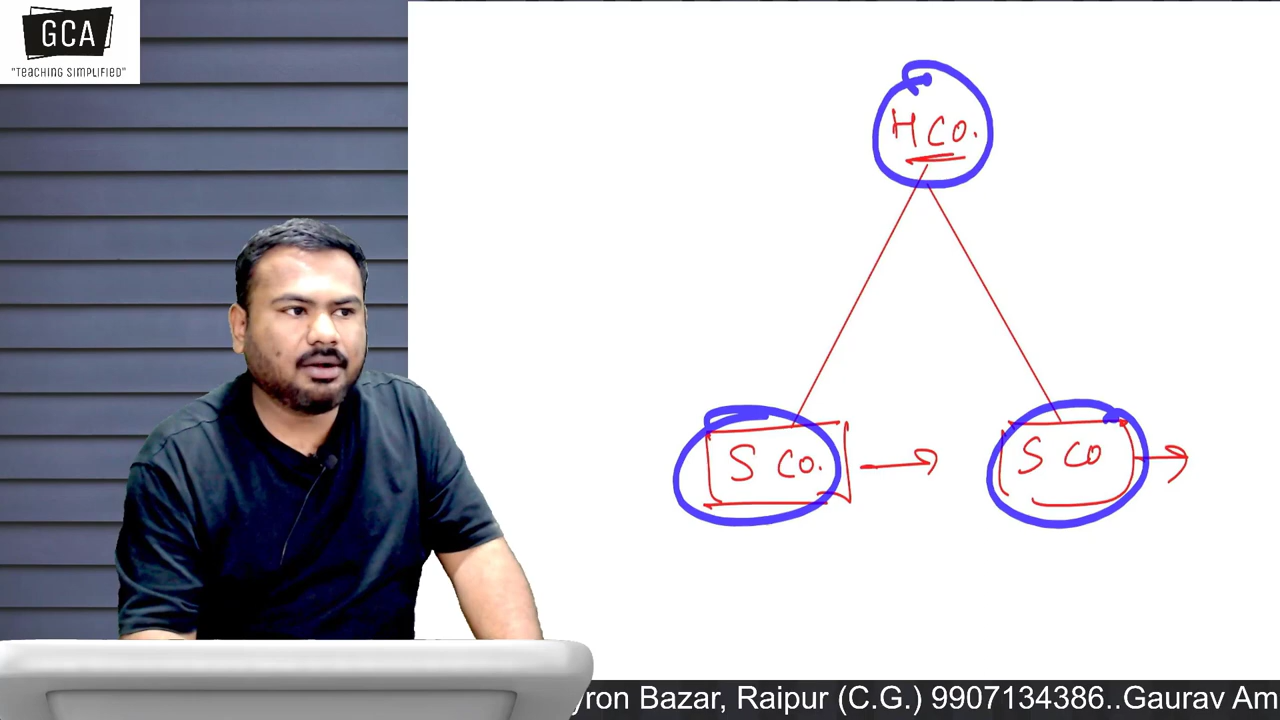 GCA
"Teaching Simplified"
H CO.
S CO.
S CO
yron Bazar, Raipur (C.G.) 9907134386..Gaurav Am